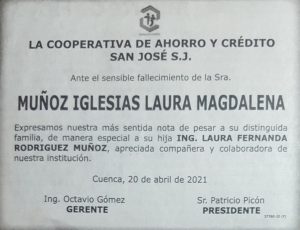 LA COOPERATIVA DE AHORRO Y CRÉDITO
SAN JOSÉ S.J.
Ante el sensible fallecimiento de la Sra.
MUÑOZ IGLESIAS LAURA MAGDALENA
Expresamos nuestra más sentida nota de pesar a su distinguida
familia, de manera especial a su hija ING. LAURA FERNANDA
RODRIGUEZ MUÑOZ, apreciada compañera y colaboradora de
nuestra institución.
Cuenca, 20 de abril de 2021
Ing. Octavio Gómez
GERENTE
Sr. Patricio Picón
PRESIDENTE